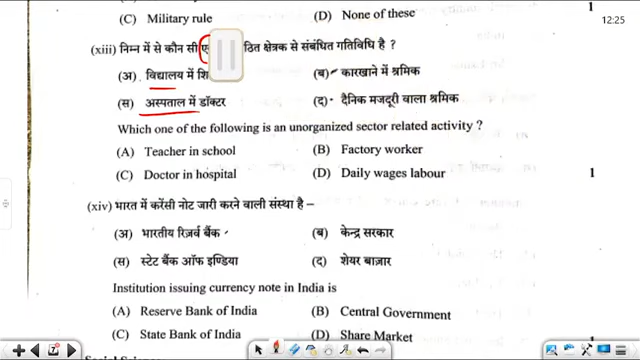 (C) Military rule (D) None of these 1
12:25
(xiii) निम्न में से कौन सी ठित क्षेत्रक से संबंधित गतिविधि है ?
(अ) विद्यालय में (ब) कारखाने में श्रमिक
(स) अस्पताल में डॉक्टर (द) दैनिक मजदूरी वाला श्रमिक
Which one of the following is an unorganized sector related activity ?
(A) Teacher in school (B) Factory worker
(C) Doctor in hospital (D) Daily wages labour 1
(xiv) भारत में करेंसी नोट जारी करने वाली संस्था है –
(अ) भारतीय रिज़र्व बैंक (ब) केन्द्र सरकार
(स) स्टेट बैंक ऑफ इण्डिया (द) शेयर बाज़ार
Institution issuing currency note in India is
(A) Reserve Bank of India (B) Central Government
(C) State Bank of India (D) Share Market 1